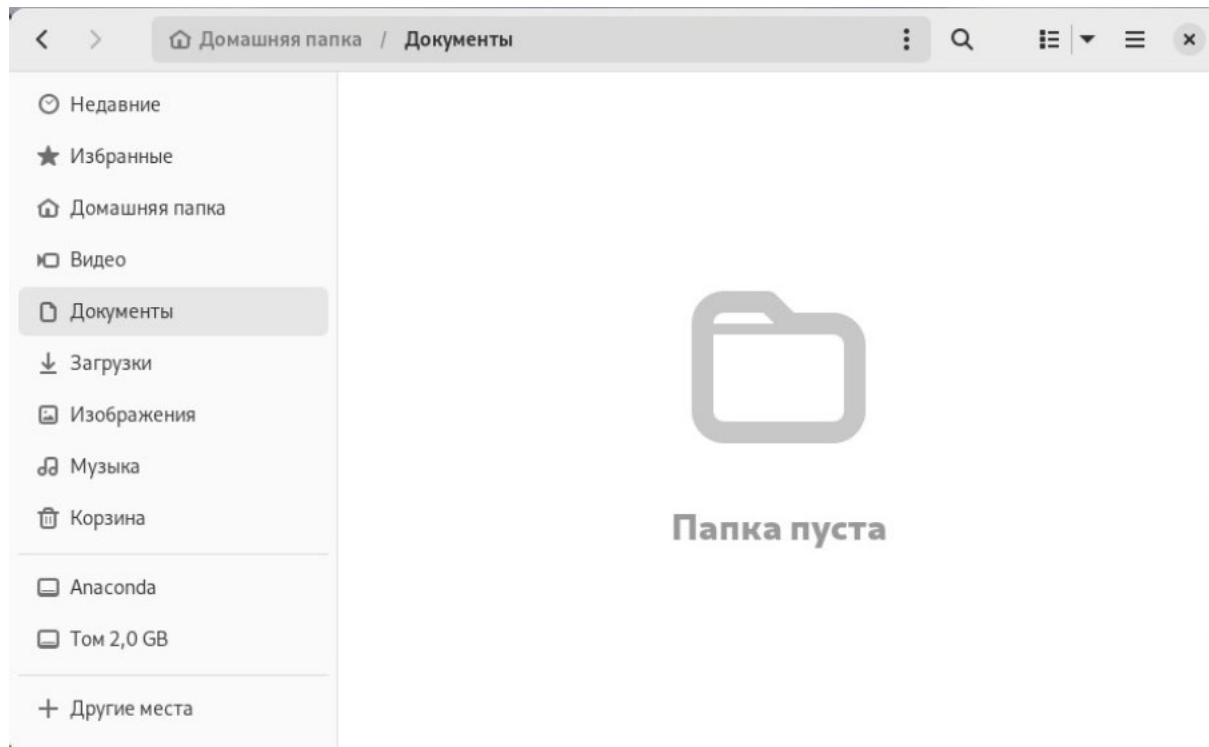 Домашняя папка / Документы
Недавние
Избранные
Домашняя папка
Видео
Документы
Загрузки
Изображения
Музыка
Корзина
Anaconda
Том 2,0 GB
Другие места
Папка пуста